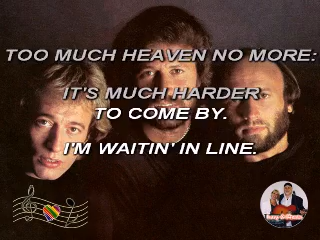 TOO MUCH HEAVEN NO MORE:
IT'S MUCH HARDER
TO COME BY.
I'M WAITIN' IN LINE.